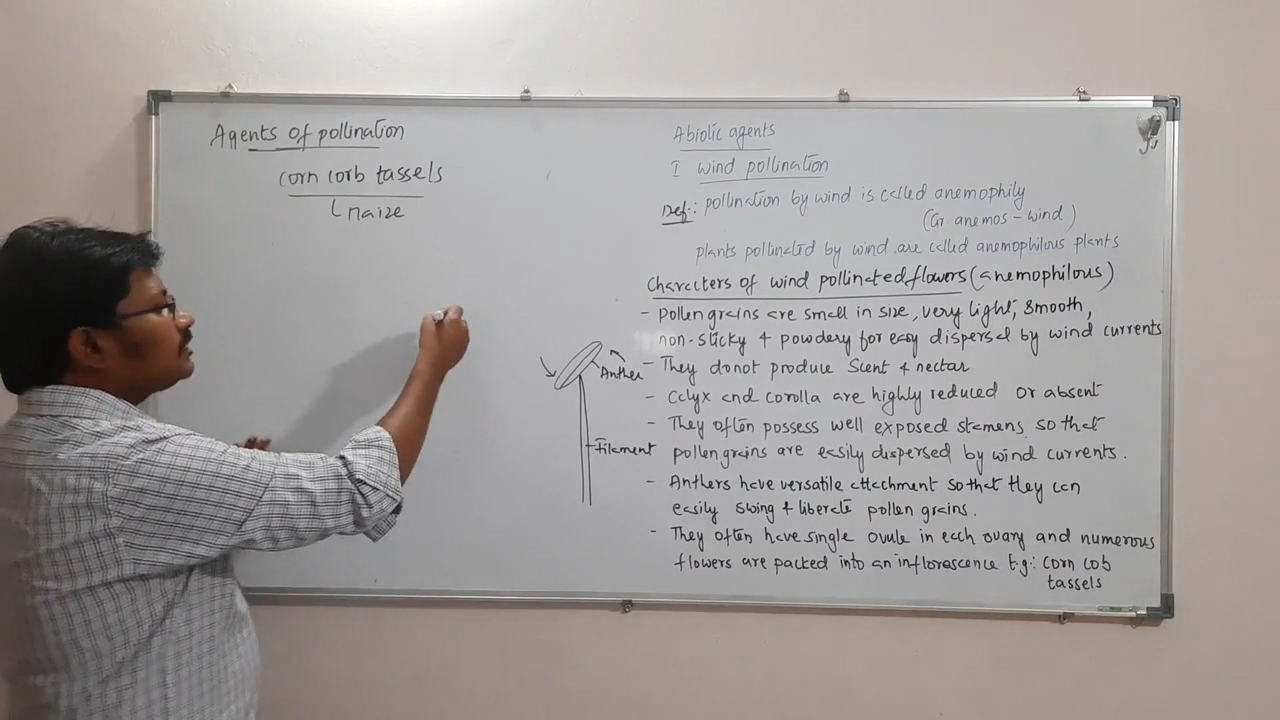 Agents of pollination
corn corb tassels
maize
Abiotic agents
I wind pollination
Def:: pollination by wind is called anemophily
(Gr. anemos - wind)
plants pollinated by wind are called anemophilous plants
Characters of wind pollinated flowers (anemophilous)
- pollen grains are small in size, very light, smooth,
non-sticky & powdery for easy dispersed by wind currents
- They donot produce scent & nectar
- Calyx and corolla are highly reduced or absent
- They often possess well exposed stamens so that
pollen grains are easily dispersed by wind currents.
- Anthers have versatile attachment so that they can
easily swing & liberate pollen grains.
- They often have single ovule in each ovary and numerous
flowers are packed into an inflorescence e.g:: corn cob
tassels
Anther
Filament